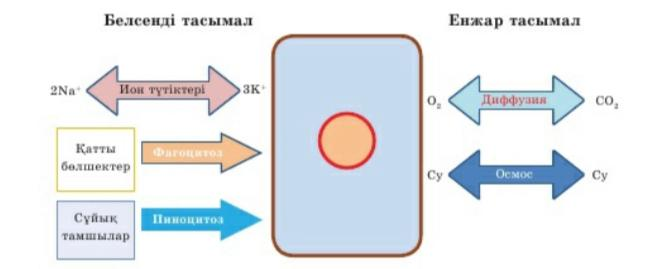 Белсенді тасымал
Енжар тасымал
2Na⁺
Ион түтіктері
3K⁺
O₂
Диффузия
CO₂
Қатты
бөлшектер
Фагоцитоз
Су
Осмос
Су
Сұйық
тамшылар
Пиноцитоз